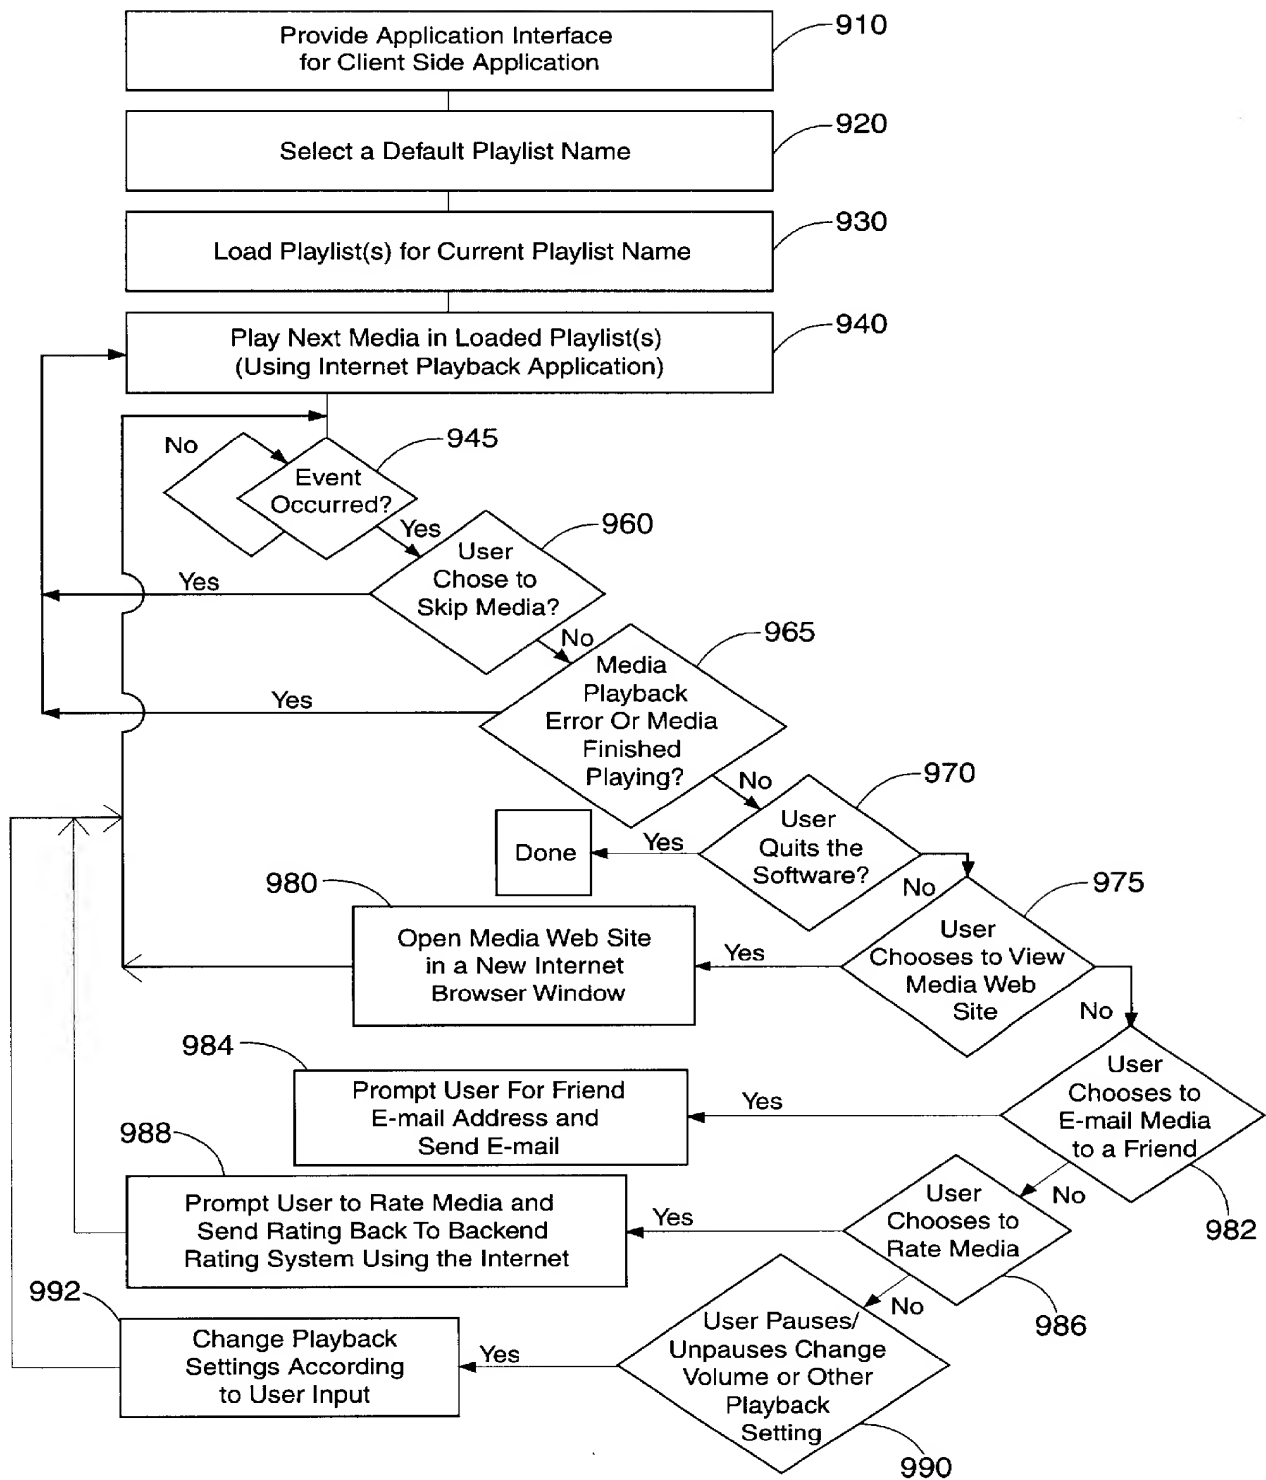 Provide Application Interface
for Client Side Application
910
Select a Default Playlist Name
920
Load Playlist(s) for Current Playlist Name
930
Play Next Media in Loaded Playlist(s)
(Using Internet Playback Application)
940
No
Event
Occurred?
945
Yes
User
Chose to
Skip Media?
960
Yes
No
Media
Playback
Error Or Media
Finished
Playing?
965
Yes
No
User
Quits the
Software?
970
Yes
Done
No
User
Chooses to View
Media Web
Site
975
Yes
980
Open Media Web Site
in a New Internet
Browser Window
No
User
Chooses to
E-mail Media
to a Friend
982
Yes
984
Prompt User For Friend
E-mail Address and
Send E-mail
No
User
Chooses to
Rate Media
986
Yes
988
Prompt User to Rate Media and
Send Rating Back To Backend
Rating System Using the Internet
No
User Pauses/
Unpauses Change
Volume or Other
Playback
Setting
990
Yes
992
Change Playback
Settings According
to User Input